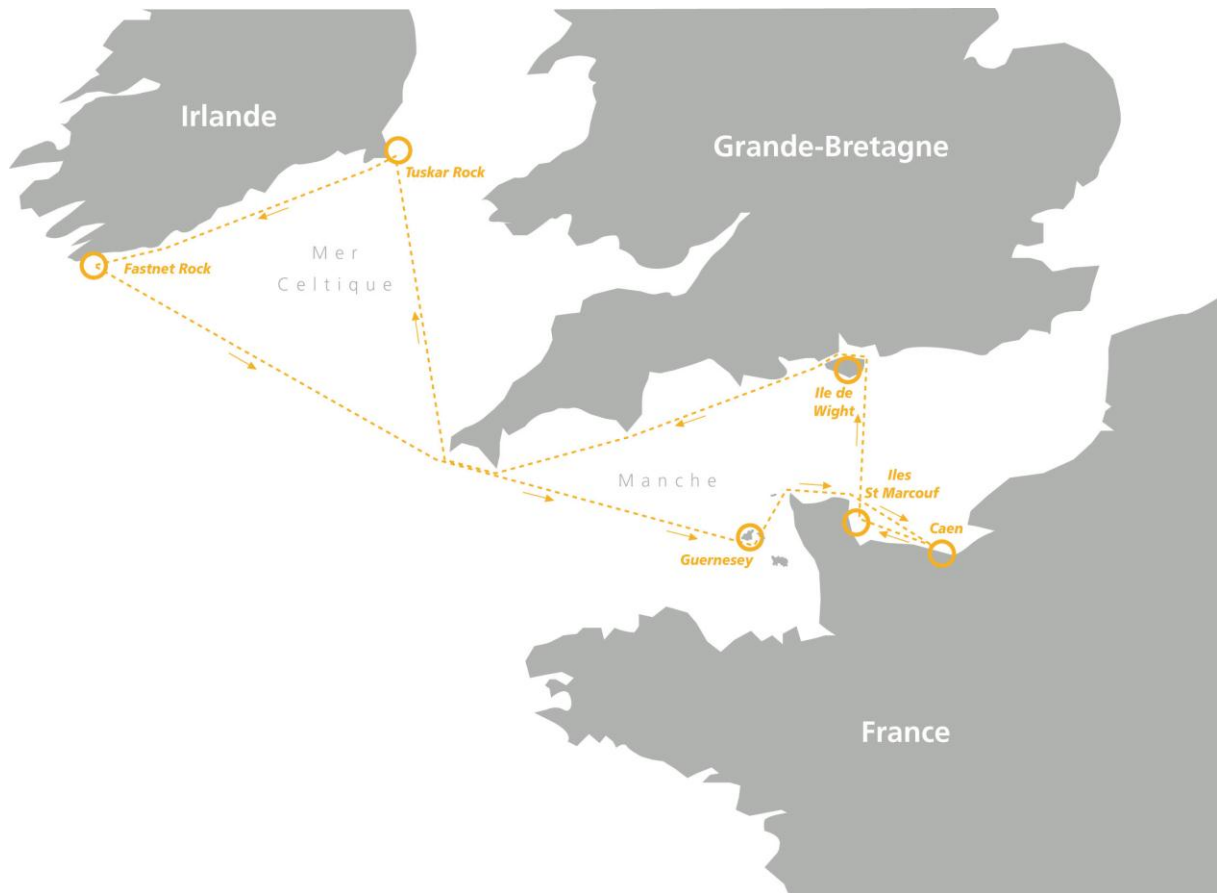 Irlande
Grande-Bretagne
Tuskar Rock
Mer
Celtique
Fastnet Rock
Ile de
Wight
Manche
Iles
St Marcouf
Caen
Guernesey
France